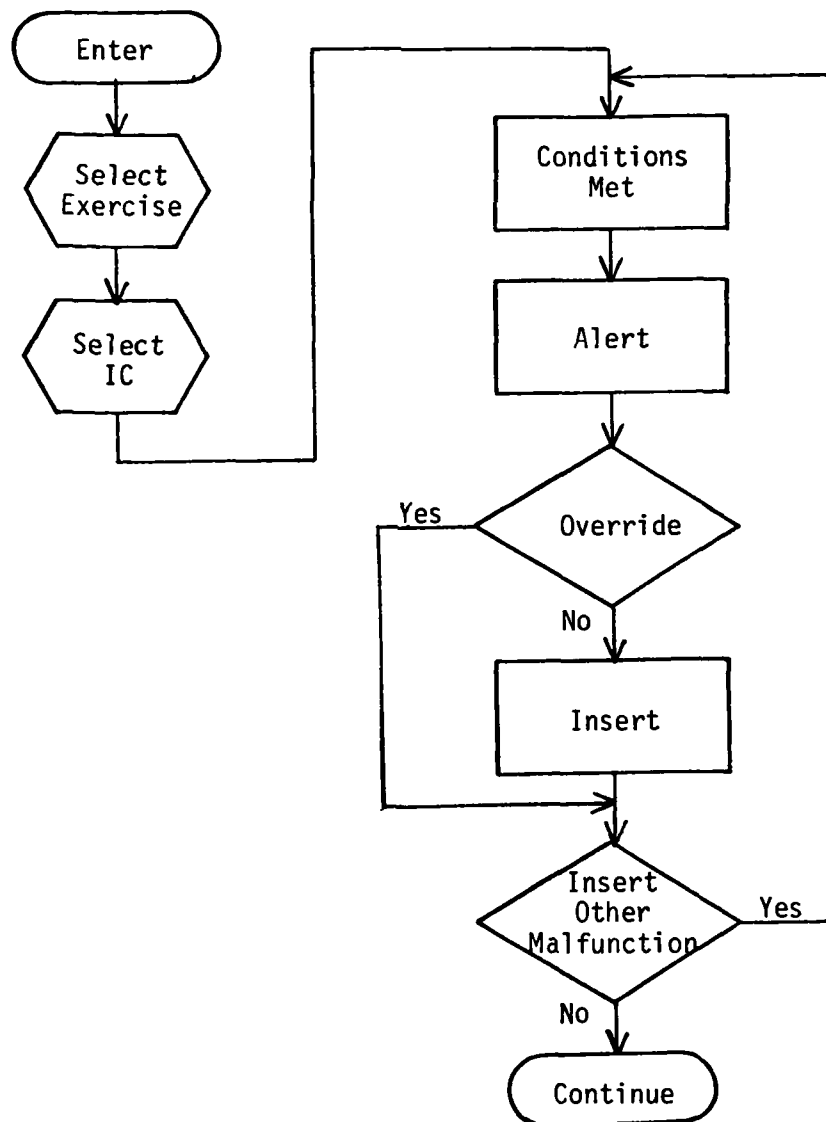 Enter
Select
Exercise
Select
IC
Conditions
Met
Alert
Yes
Override
No
Insert
Insert
Other
Malfunction
Yes
No
Continue